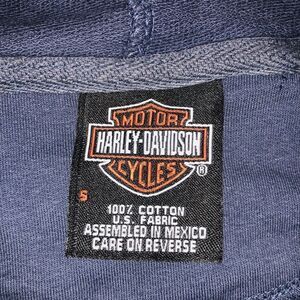 MOTOR
HARLEY-DAVIDSON
CYCLES
®
S
100% COTTON
U.S. FABRIC
ASSEMBLED IN MEXICO
CARE ON REVERSE